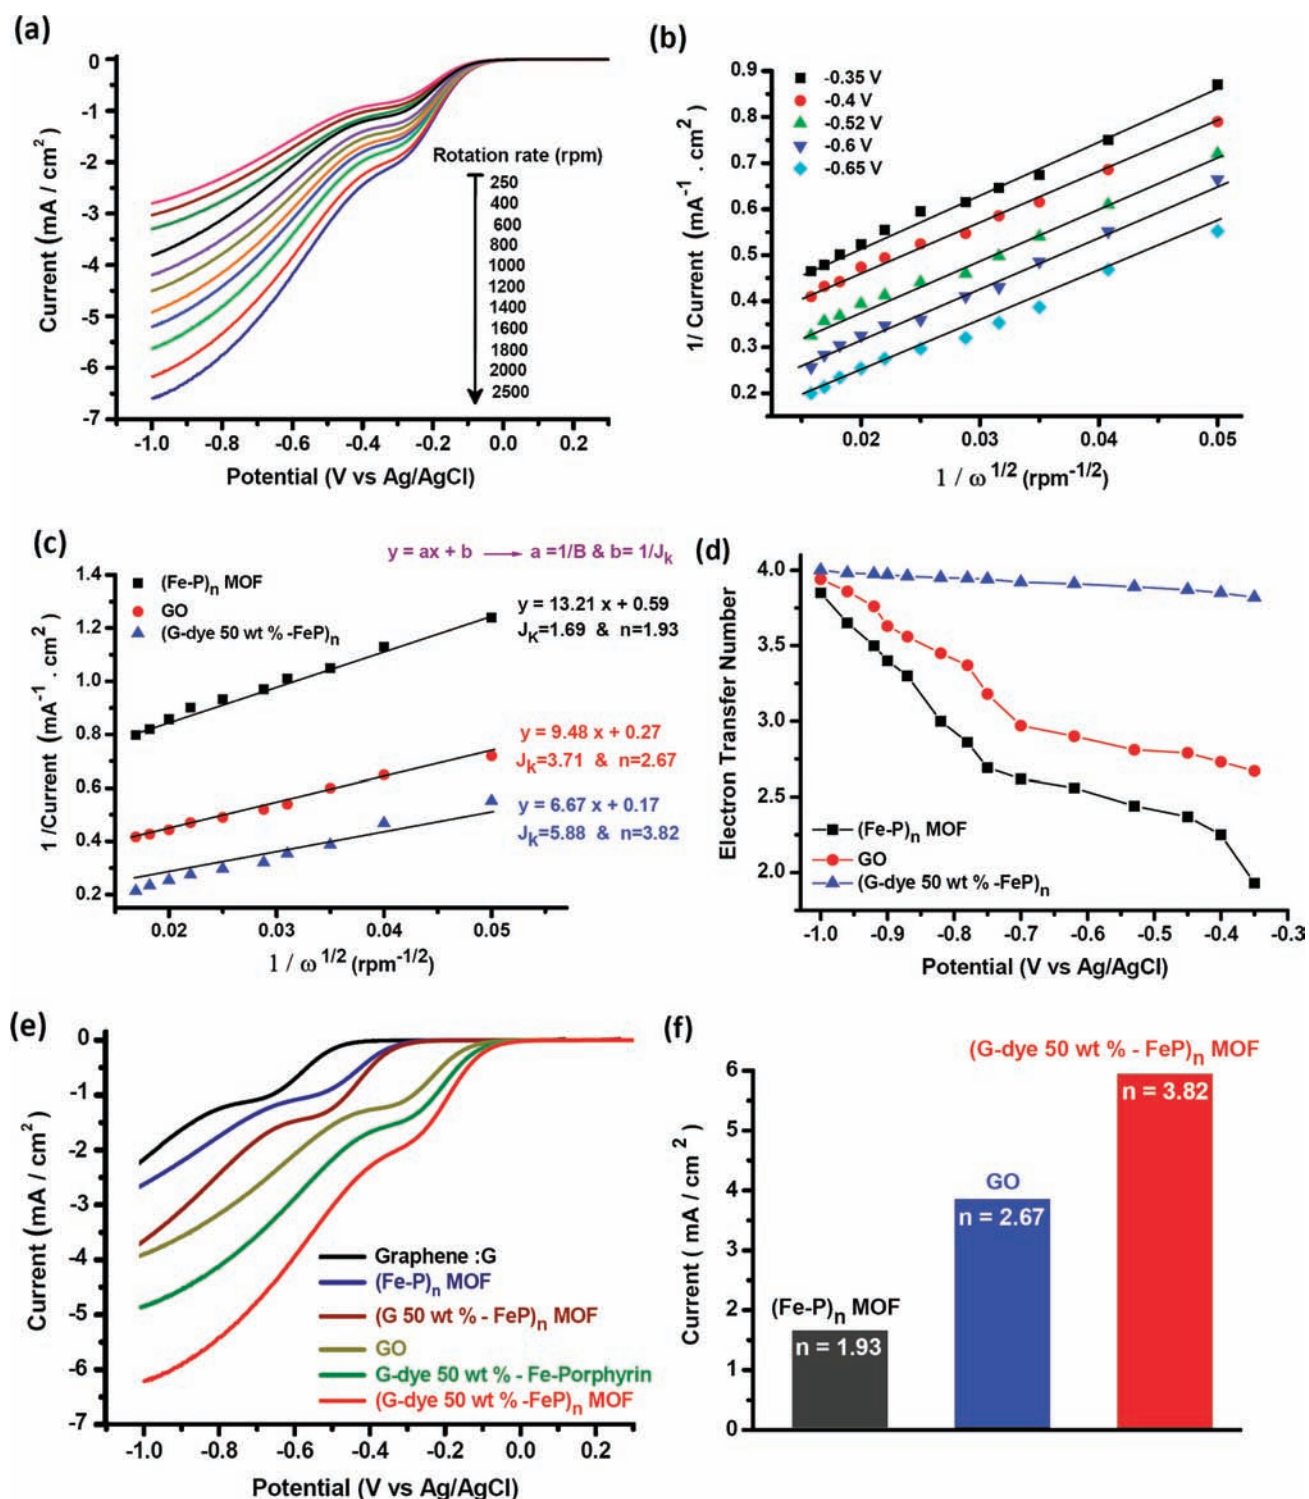 (a)
0
-1
-2
-3
-4
-5
-6
-7
Current (mA / cm²)
Rotation rate (rpm)
250
400
600
800
1000
1200
1400
1600
1800
2000
2500
-1.0 -0.8 -0.6 -0.4 -0.2 0.0 0.2
Potential (V vs Ag/AgCl)
(b)
0.9
0.8
0.7
0.6
0.5
0.4
0.3
0.2
1/ Current (mA⁻¹ . cm²)
-0.35 V
-0.4 V
-0.52 V
-0.6 V
-0.65 V
0.02 0.03 0.04 0.05
1 / ω^1/2 (rpm^-1/2)
(c)
y = ax + b → a =1/B & b= 1/J_k
1.4
1.2
1.0
0.8
0.6
0.4
0.2
1 /Current (mA⁻¹ . cm²)
(Fe-P)n MOF
GO
(G-dye 50 wt % -FeP)n
y = 13.21 x + 0.59
J_K=1.69 & n=1.93
y = 9.48 x + 0.27
J_k=3.71 & n=2.67
y = 6.67 x + 0.17
J_k=5.88 & n=3.82
0.02 0.03 0.04 0.05
1 / ω^1/2 (rpm^-1/2)
(d)
4.0
3.5
3.0
2.5
2.0
Electron Transfer Number
(Fe-P)n MOF
GO
(G-dye 50 wt % -FeP)n
-1.0 -0.9 -0.8 -0.7 -0.6 -0.5 -0.4 -0.3
Potential (V vs Ag/AgCl)
(e)
0
-1
-2
-3
-4
-5
-6
-7
Current (mA / cm²)
Graphene :G
(Fe-P)n MOF
(G 50 wt % - FeP)n MOF
GO
G-dye 50 wt % - Fe-Porphyrin
(G-dye 50 wt % -FeP)n MOF
-1.0 -0.8 -0.6 -0.4 -0.2 0.0 0.2
Potential (V vs Ag/AgCl)
(f)
(G-dye 50 wt % - FeP)n MOF
6
5
4
3
2
1
0
Current ( mA / cm²)
n = 3.82
GO
n = 2.67
(Fe-P)n MOF
n = 1.93